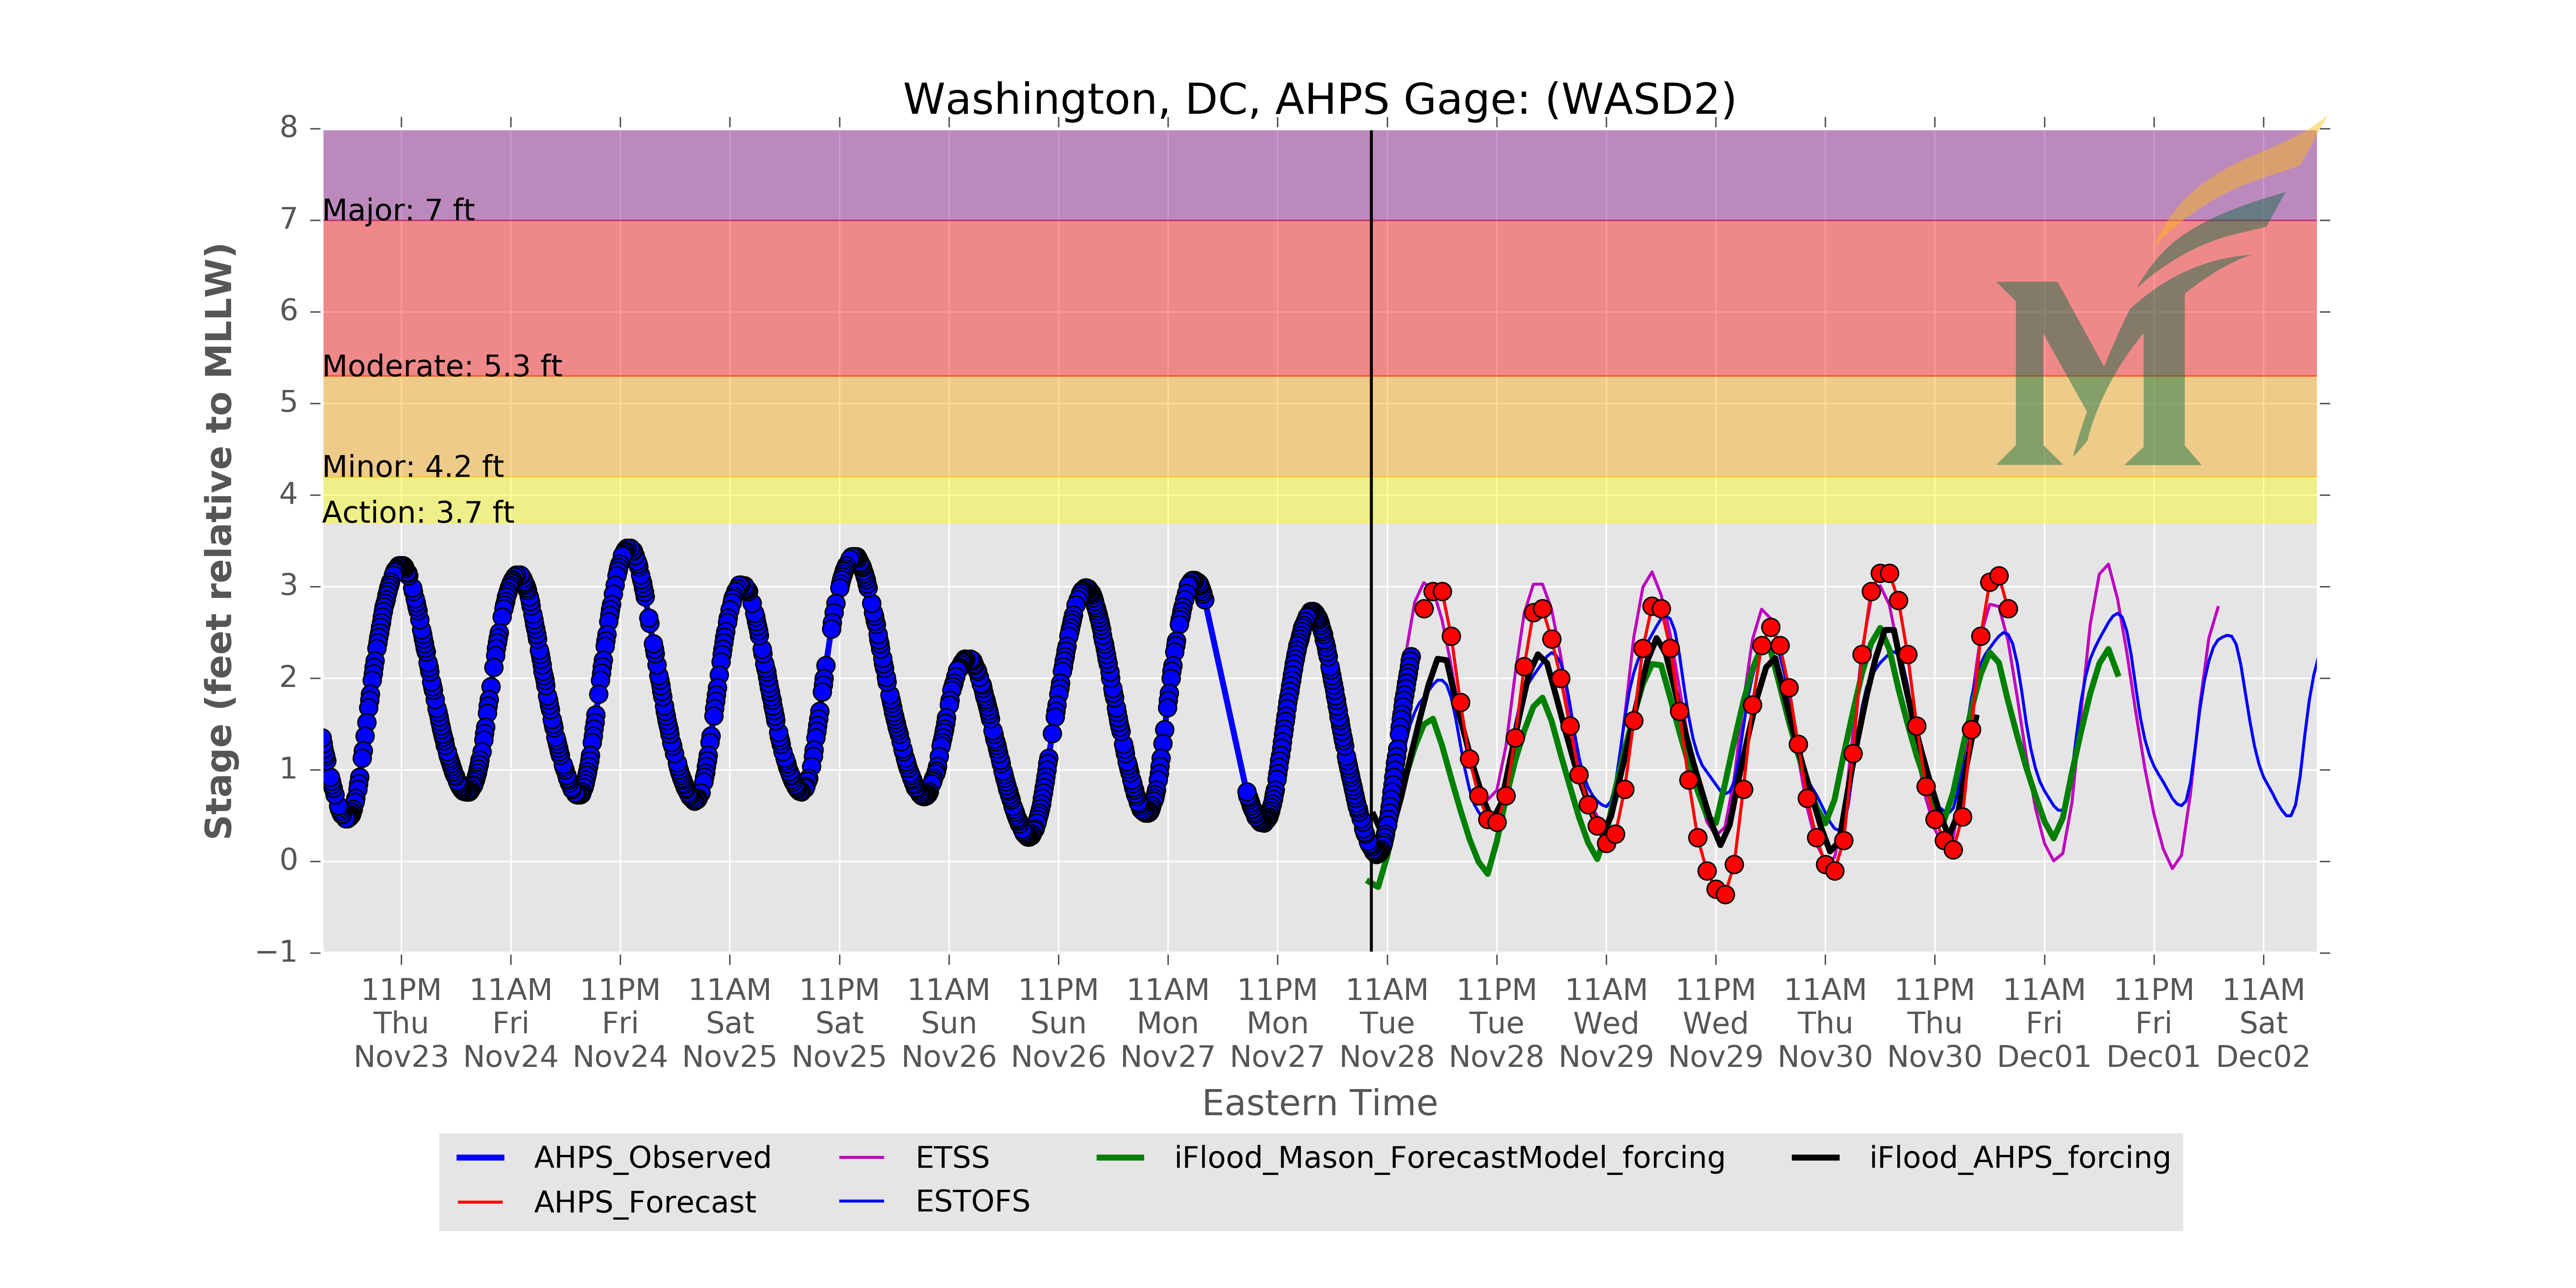 Washington, DC, AHPS Gage: (WASD2)
Stage (feet relative to MLLW)
8
7
6
5
4
3
2
1
0
−1
Major: 7 ft
Moderate: 5.3 ft
Minor: 4.2 ft
Action: 3.7 ft
M
11PM 11AM 11PM 11AM 11PM 11AM 11PM 11AM 11PM 11AM 11PM 11AM 11PM 11AM 11PM 11AM 11PM 11AM
Thu Fri Fri Sat Sat Sun Sun Mon Mon Tue Tue Wed Wed Thu Thu Fri Fri Sat
Nov23 Nov24 Nov24 Nov25 Nov25 Nov26 Nov26 Nov27 Nov27 Nov28 Nov28 Nov29 Nov29 Nov30 Nov30 Dec01 Dec01 Dec02
Eastern Time
AHPS_Observed ETSS iFlood_Mason_ForecastModel_forcing iFlood_AHPS_forcing
AHPS_Forecast ESTOFS